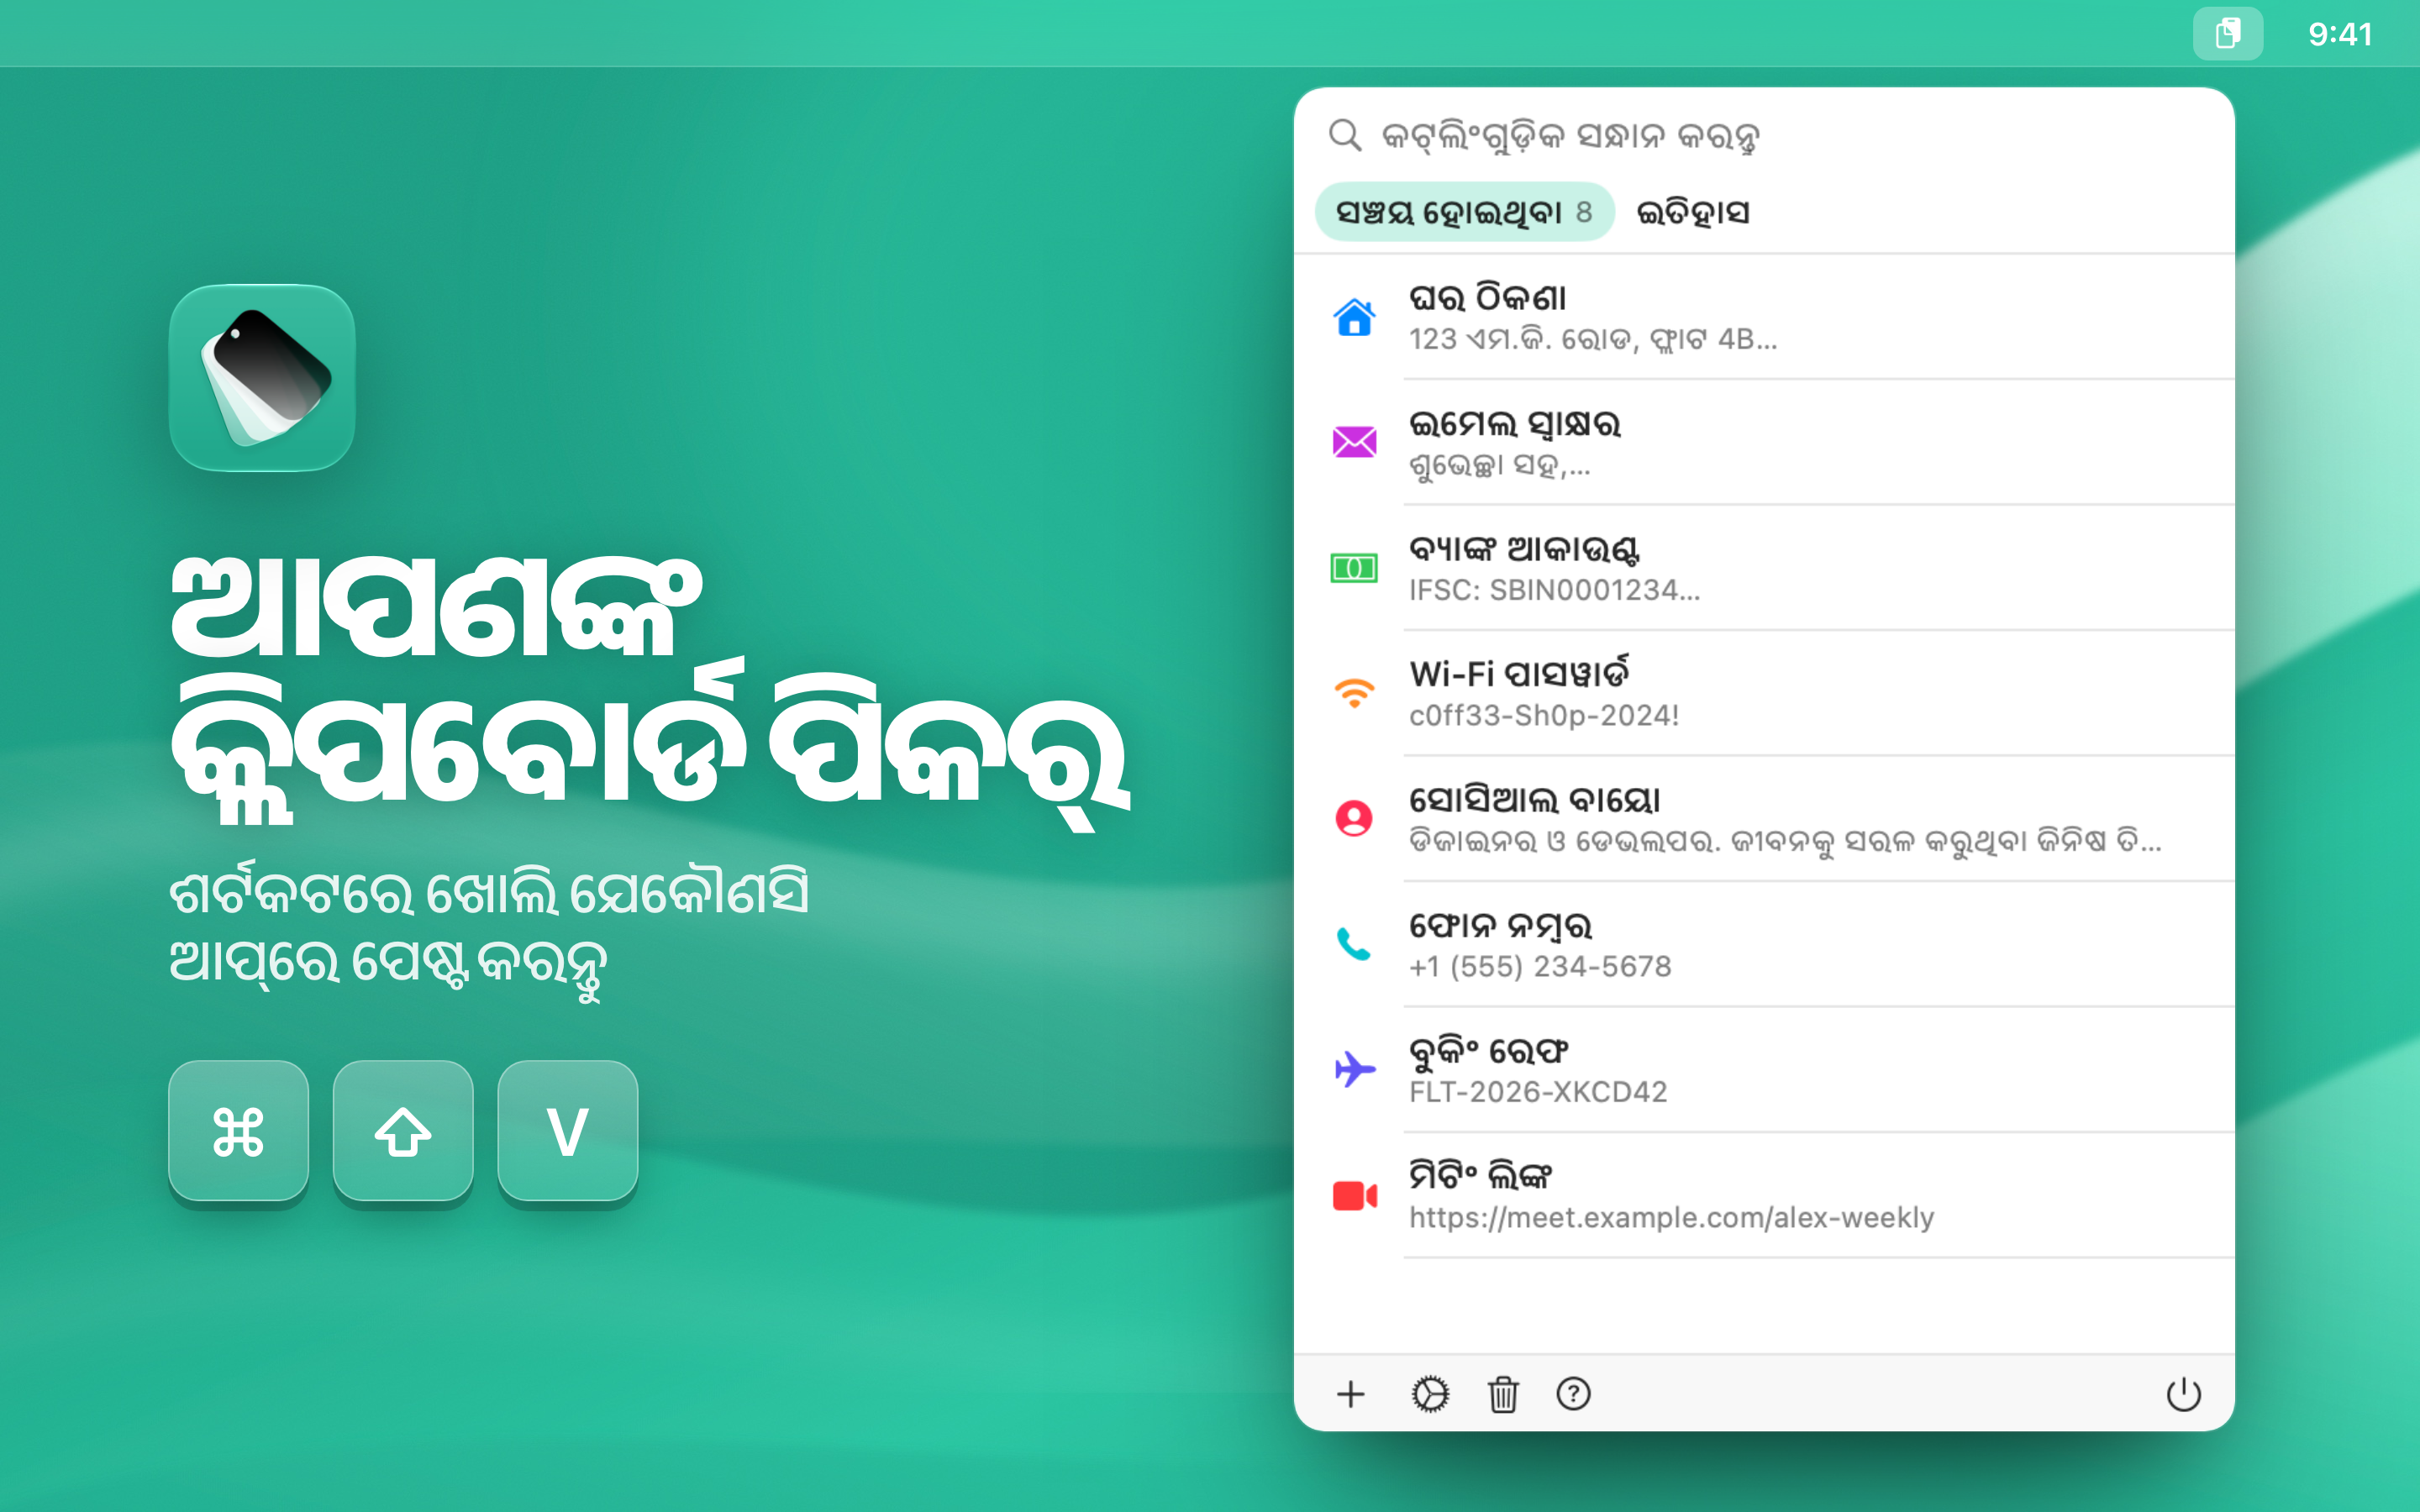 9:41
କଟ୍‌ଲିଂଗୁଡ଼ିକ ସନ୍ଧାନ କରନ୍ତୁ
ସଞ୍ଚୟ ହୋଇଥିବା 8 ଇତିହାସ
ଘର ଠିକଣା
123 ଏମ.ଜି. ରୋଡ, ଫ୍ଲାଟ 4B...
ଇମେଲ ସ୍ୱାକ୍ଷର
ଶୁଭେଚ୍ଛା ସହ,...
ବ୍ୟାଙ୍କ ଆକାଉଣ୍ଟ
IFSC: SBIN0001234...
Wi-Fi ପାସୱାର୍ଡ
c0ff33-Sh0p-2024!
ସୋସିଆଲ ବାୟୋ
ଡିଜାଇନର ଓ ଡେଭଲପର. ଜୀବନକୁ ସରଳ କରୁଥିବା ଜିନିଷ ତି...
ଫୋନ ନମ୍ବର
+1 (555) 234-5678
ବୁକିଂ ରେଫ
FLT-2026-XKCD42
ମିଟିଂ ଲିଙ୍କ
https://meet.example.com/alex-weekly
ଆପଣଙ୍କ
କ୍ଲିପବୋର୍ଡ ପିକର୍
ଶର୍ଟକଟରେ ଖୋଲି ଯେକୌଣସି
ଆପ୍‌ରେ ପେଷ୍ଟ କରନ୍ତୁ
⌘ ⇧ V